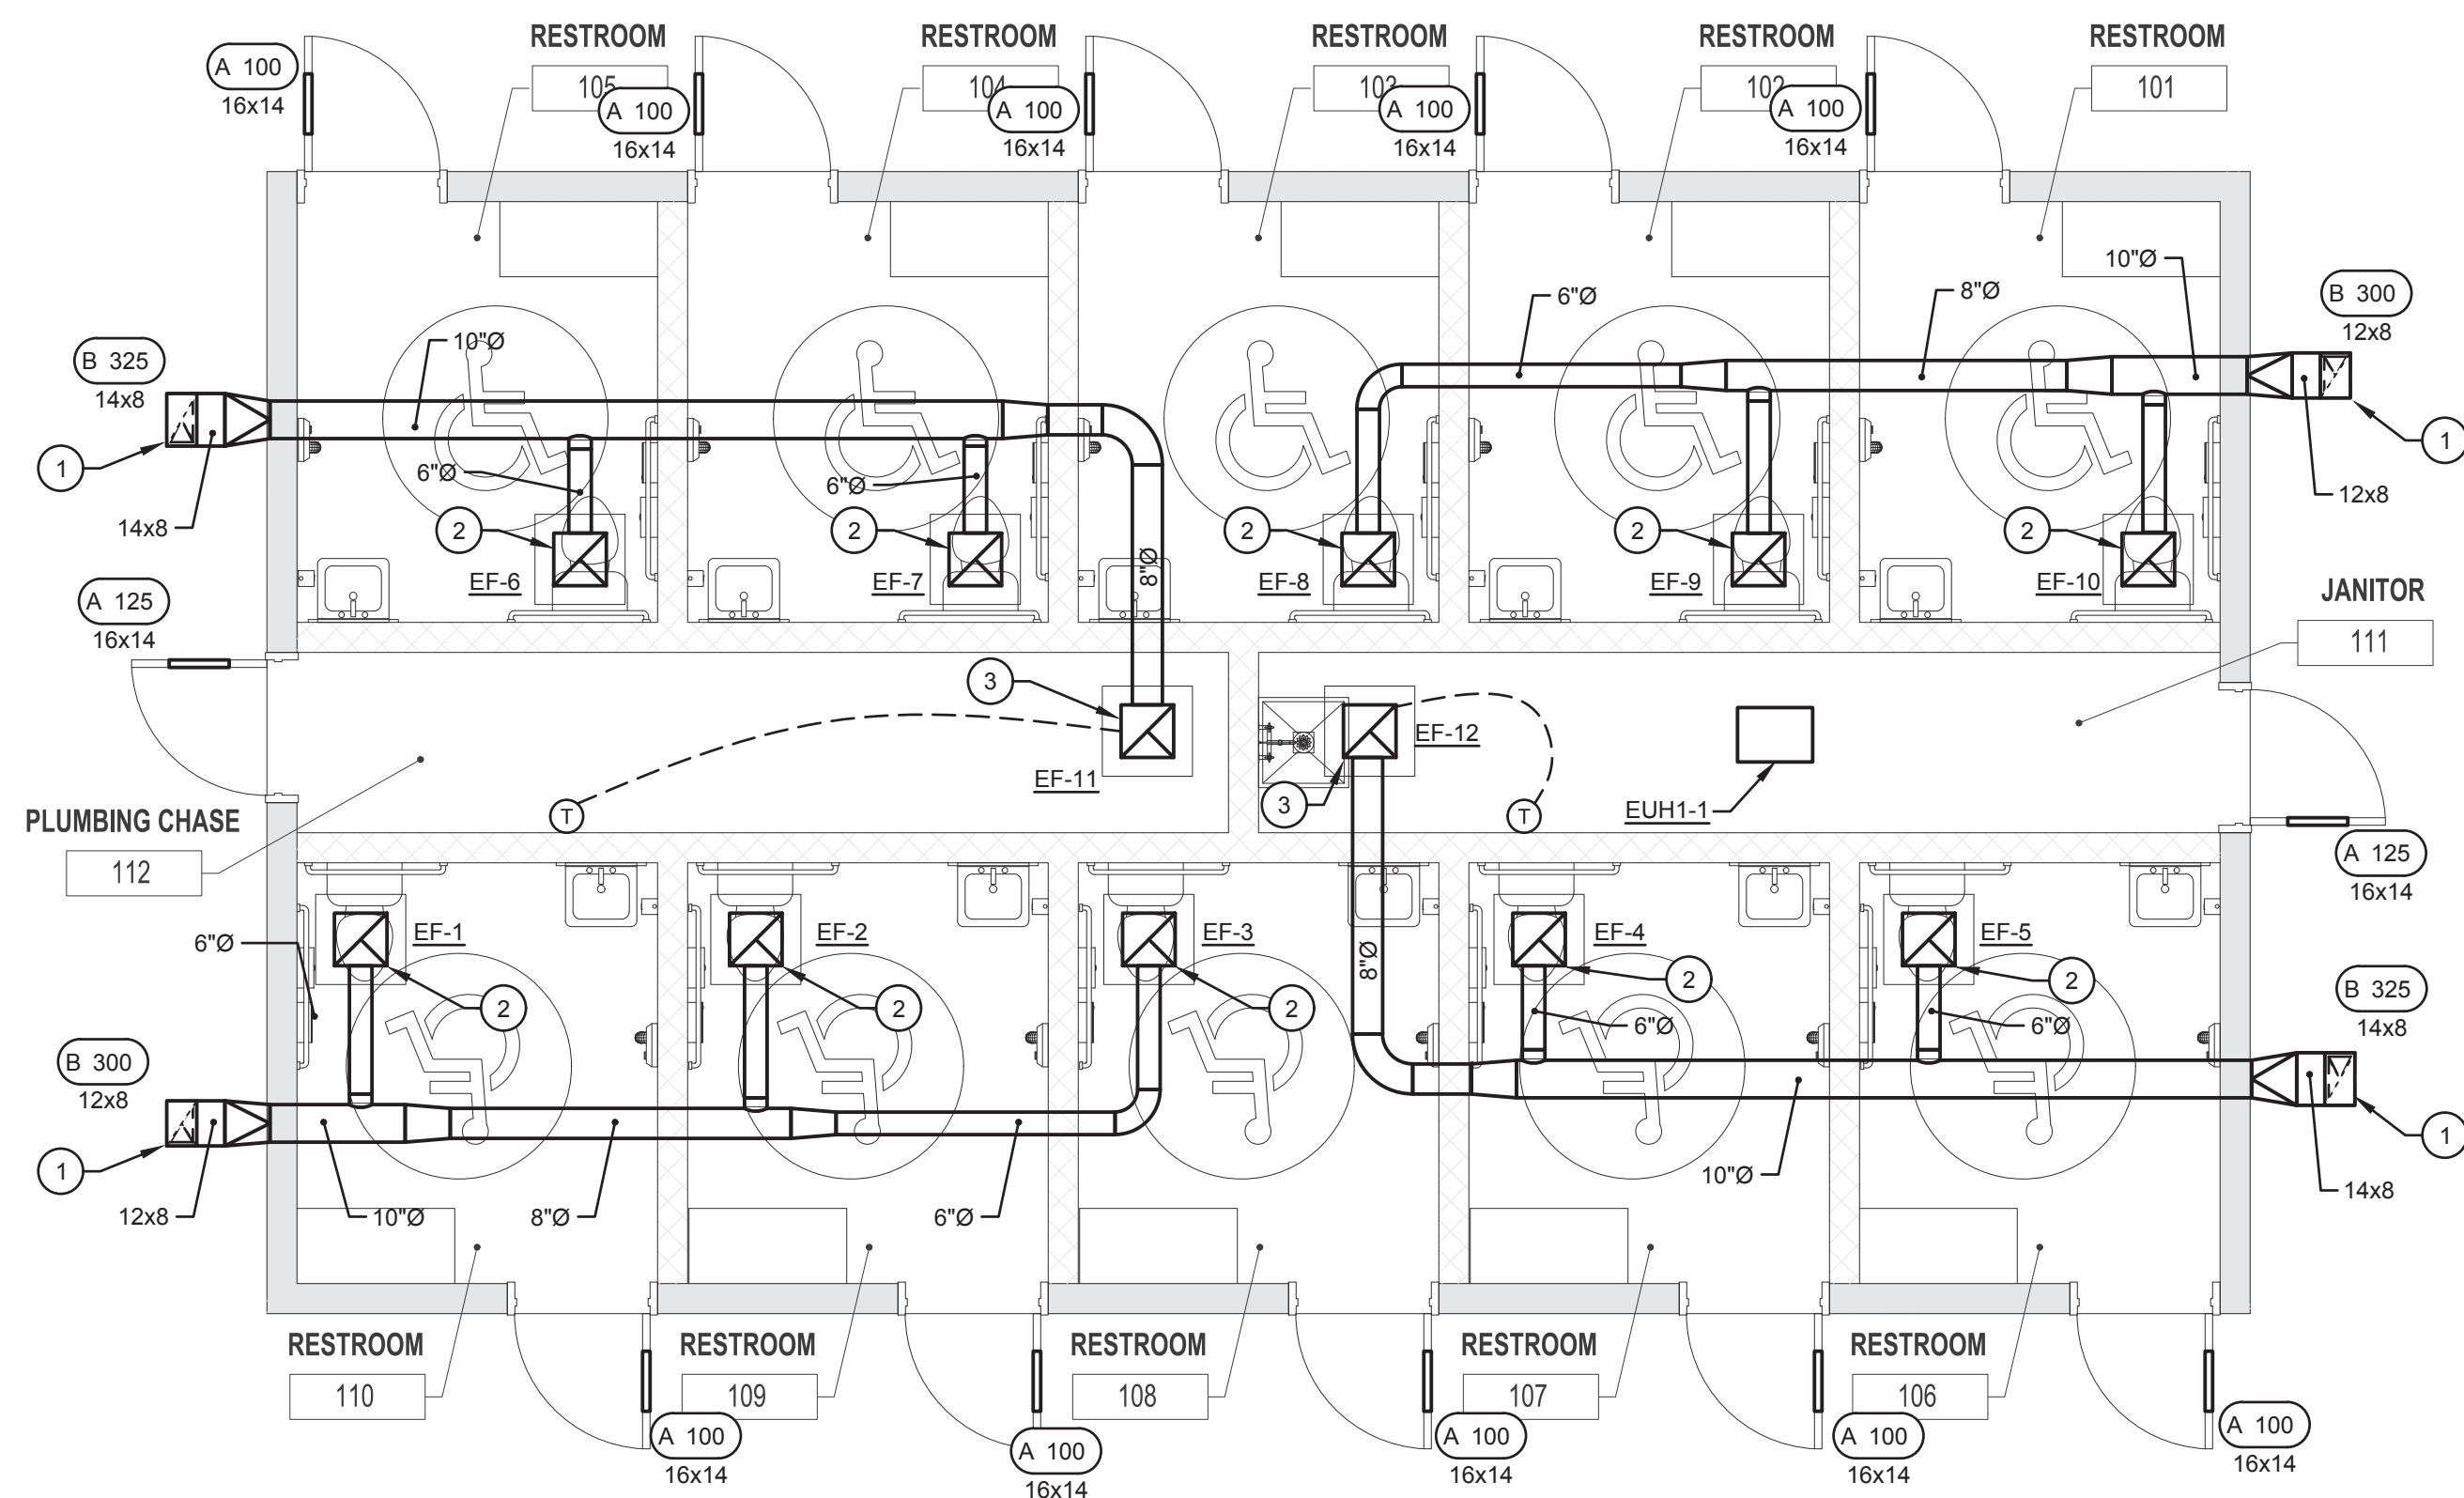 RESTROOM
105
RESTROOM
104
RESTROOM
103
RESTROOM
102
RESTROOM
101
A 100
16x14
A 100
16x14
A 100
16x14
A 100
16x14
A 100
16x14
10"Ø
6"Ø
8"Ø
B 300
12x8
B 325
14x8
10"Ø
1
14x8
6"Ø
6"Ø
1
12x8
2
2
2
2
2
8"Ø
EF-6
EF-7
EF-8
EF-9
EF-10
A 125
16x14
JANITOR
111
3
EF-11
EF-12
3
EUH1-1
T
T
PLUMBING CHASE
112
A 125
16x14
6"Ø
EF-1
EF-2
EF-3
EF-4
EF-5
8"Ø
2
2
2
2
2
6"Ø
6"Ø
B 325
14x8
B 300
12x8
1
1
12x8
10"Ø
8"Ø
6"Ø
10"Ø
14x8
RESTROOM
110
RESTROOM
109
RESTROOM
108
RESTROOM
107
RESTROOM
106
A 100
16x14
A 100
16x14
A 100
16x14
A 100
16x14
A 100
16x14